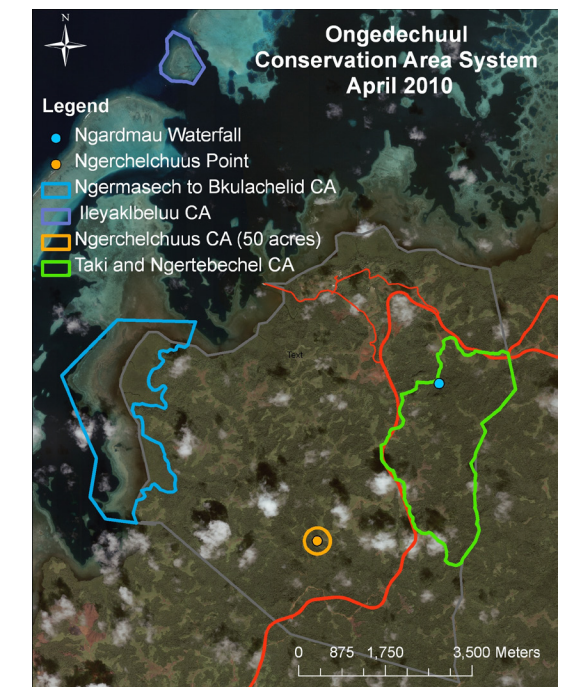 N
Ongedechuul
Conservation Area System
April 2010
Legend
Ngardmau Waterfall
Ngerchelchuus Point
Ngermasech to Bkulachelid CA
Ileyaklbeluu CA
Ngerchelchuus CA (50 acres)
Taki and Ngertebechel CA
Text
0 875 1,750 3,500 Meters